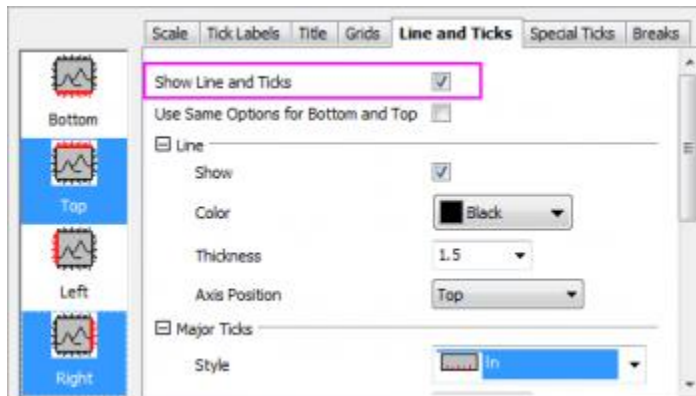 Scale Tick Labels Title Grids Line and Ticks Special Ticks Breaks
Bottom
Top
Left
Right
Show Line and Ticks
Use Same Options for Bottom and Top
Line
Show
Color Black
Thickness 1.5
Axis Position Top
Major Ticks
Style In